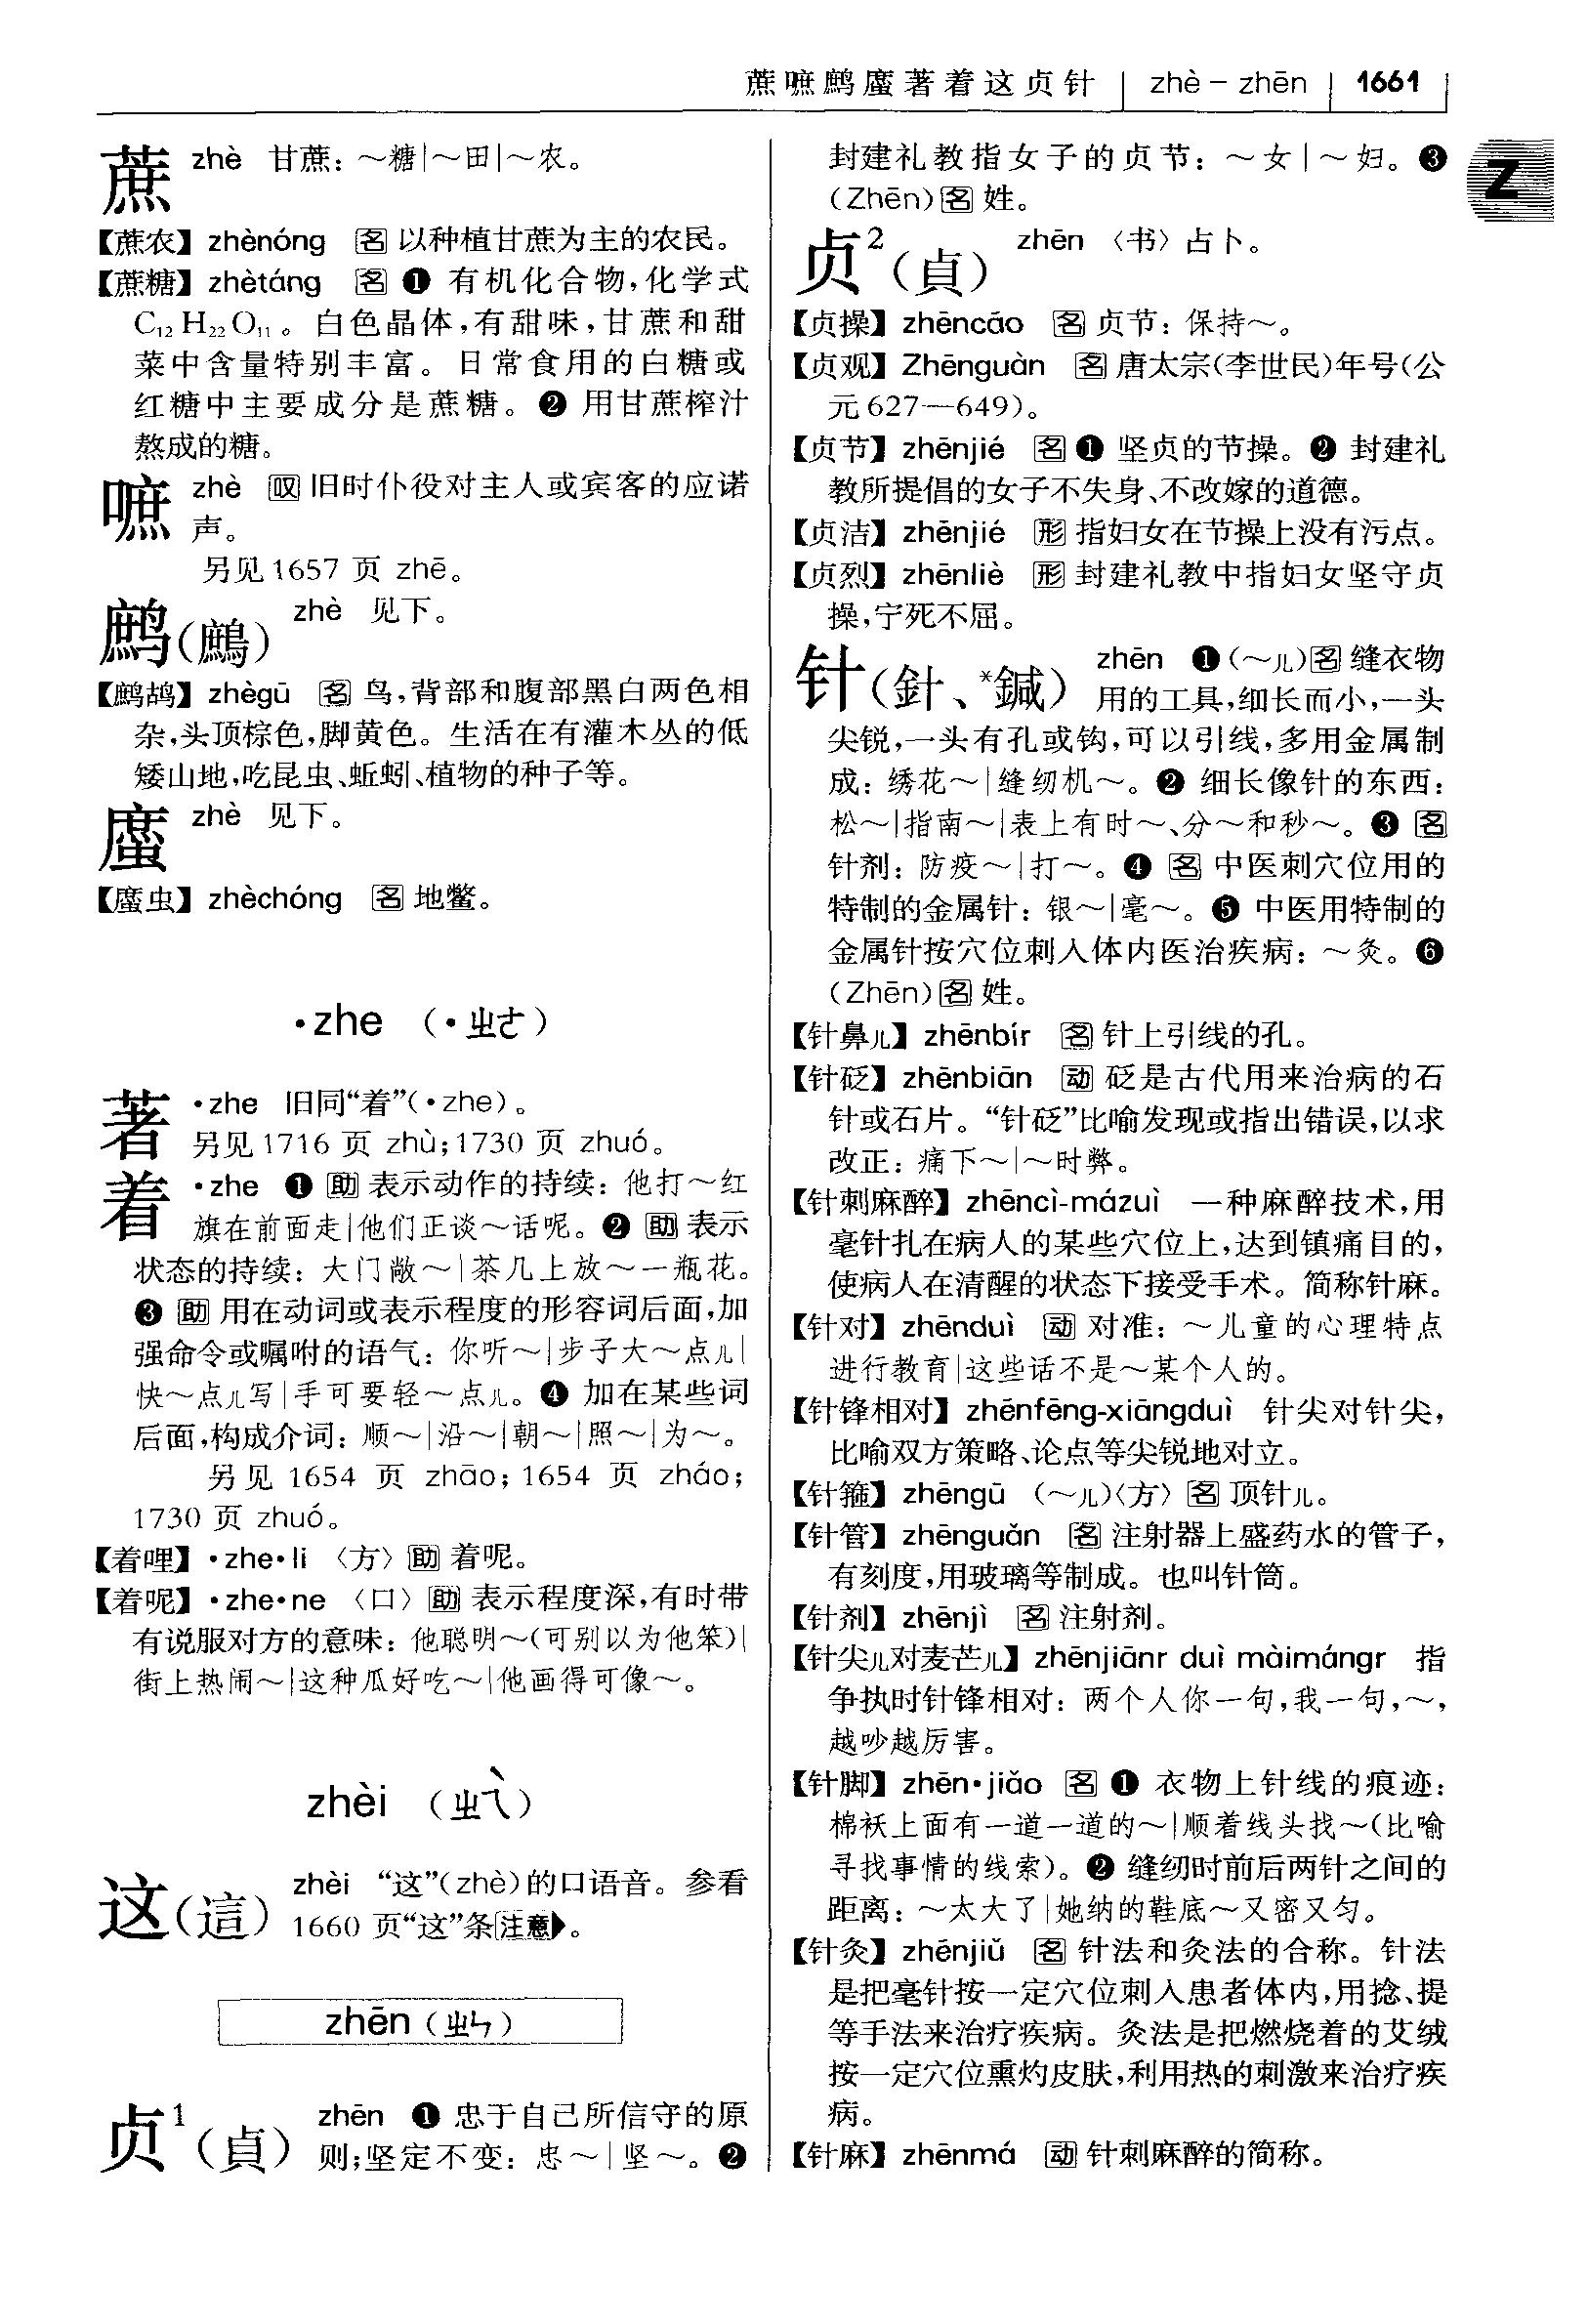 蔗嗻鹧䗪著着这贞针 | zhè – zhēn | 1661
Z
蔗 zhè 甘蔗：～糖|～田|～农。
【蔗农】zhènóng 名 以种植甘蔗为主的农民。
【蔗糖】zhètáng 名 ❶ 有机化合物，化学式
C₁₂H₂₂O₁₁。白色晶体，有甜味，甘蔗和甜
菜中含量特别丰富。日常食用的白糖或
红糖中主要成分是蔗糖。❷ 用甘蔗榨汁
熬成的糖。
嗻 zhè 叹 旧时仆役对主人或宾客的应诺
声。
另见1657 页 zhē。
鹧(鷓) zhè 见下。
【鹧鸪】zhègū 名 鸟，背部和腹部黑白两色相
杂，头顶棕色，脚黄色。生活在有灌木丛的低
矮山地，吃昆虫、蚯蚓、植物的种子等。
䗪 zhè 见下。
【䗪虫】zhèchóng 名 地鳖。
·zhe （·ㄓㄜ）
著 ·zhe 旧同“着”(·zhe)。
另见1716 页 zhù；1730 页 zhuó。
着 ·zhe ❶ 助 表示动作的持续：他打～红
旗在前面走|他们正谈～话呢。❷ 助 表示
状态的持续：大门敞～|茶几上放～一瓶花。
❸ 助 用在动词或表示程度的形容词后面，加
强命令或嘱咐的语气：你听～|步子大～点儿|
快～点儿写|手可要轻～点儿。❹ 加在某些词
后面，构成介词：顺～|沿～|朝～|照～|为～。
另见 1654 页 zhāo；1654 页 zháo；
1730 页 zhuó。
【着哩】·zhe·li 〈方〉助 着呢。
【着呢】·zhe·ne 〈口〉助 表示程度深，有时带
有说服对方的意味：他聪明～(可别以为他笨)|
街上热闹～|这种瓜好吃～|他画得可像～。
zhèi （ㄓㄟˋ）
这(這) zhèi “这”(zhè)的口语音。参看
1660 页“这”条注意。
zhēn（ㄓㄣ）
贞¹(貞) zhēn ❶ 忠于自己所信守的原
则；坚定不变：忠～|坚～。❷
封建礼教指女子的贞节：～女|～妇。❸
(Zhēn)名 姓。
贞²(貞) zhēn 〈书〉占卜。
【贞操】zhēncāo 名 贞节：保持～。
【贞观】Zhēnguàn 名 唐太宗(李世民)年号(公
元627—649)。
【贞节】zhēnjié 名 ❶ 坚贞的节操。❷ 封建礼
教所提倡的女子不失身、不改嫁的道德。
【贞洁】zhēnjié 形 指妇女在节操上没有污点。
【贞烈】zhēnliè 形 封建礼教中指妇女坚守贞
操，宁死不屈。
针(針、*鍼) zhēn ❶(～儿)名 缝衣物
用的工具，细长而小，一头
尖锐，一头有孔或钩，可以引线，多用金属制
成：绣花～|缝纫机～。❷ 细长像针的东西：
松～|指南～|表上有时～、分～和秒～。❸ 名
针剂：防疫～|打～。❹ 名 中医刺穴位用的
特制的金属针：银～|毫～。❺ 中医用特制的
金属针按穴位刺入体内医治疾病：～灸。❻
(Zhēn)名 姓。
【针鼻儿】zhēnbír 名 针上引线的孔。
【针砭】zhēnbiān 动 砭是古代用来治病的石
针或石片。“针砭”比喻发现或指出错误，以求
改正：痛下～|～时弊。
【针刺麻醉】zhēncì-mázuì 一种麻醉技术，用
毫针扎在病人的某些穴位上，达到镇痛目的，
使病人在清醒的状态下接受手术。简称针麻。
【针对】zhēnduì 动 对准：～儿童的心理特点
进行教育|这些话不是～某个人的。
【针锋相对】zhēnfēng-xiāngduì 针尖对针尖，
比喻双方策略、论点等尖锐地对立。
【针箍】zhēngū （～儿）〈方〉名 顶针儿。
【针管】zhēnguǎn 名 注射器上盛药水的管子，
有刻度，用玻璃等制成。也叫针筒。
【针剂】zhēnjì 名 注射剂。
【针尖儿对麦芒儿】zhēnjiānr duì màimángr 指
争执时针锋相对：两个人你一句，我一句，～，
越吵越厉害。
【针脚】zhēn·jiǎo 名 ❶ 衣物上针线的痕迹：
棉袄上面有一道一道的～|顺着线头找～(比喻
寻找事情的线索)。❷ 缝纫时前后两针之间的
距离：～太大了|她纳的鞋底～又密又匀。
【针灸】zhēnjiǔ 名 针法和灸法的合称。针法
是把毫针按一定穴位刺入患者体内，用捻、提
等手法来治疗疾病。灸法是把燃烧着的艾绒
按一定穴位熏灼皮肤，利用热的刺激来治疗疾
病。
【针麻】zhēnmá 动 针刺麻醉的简称。